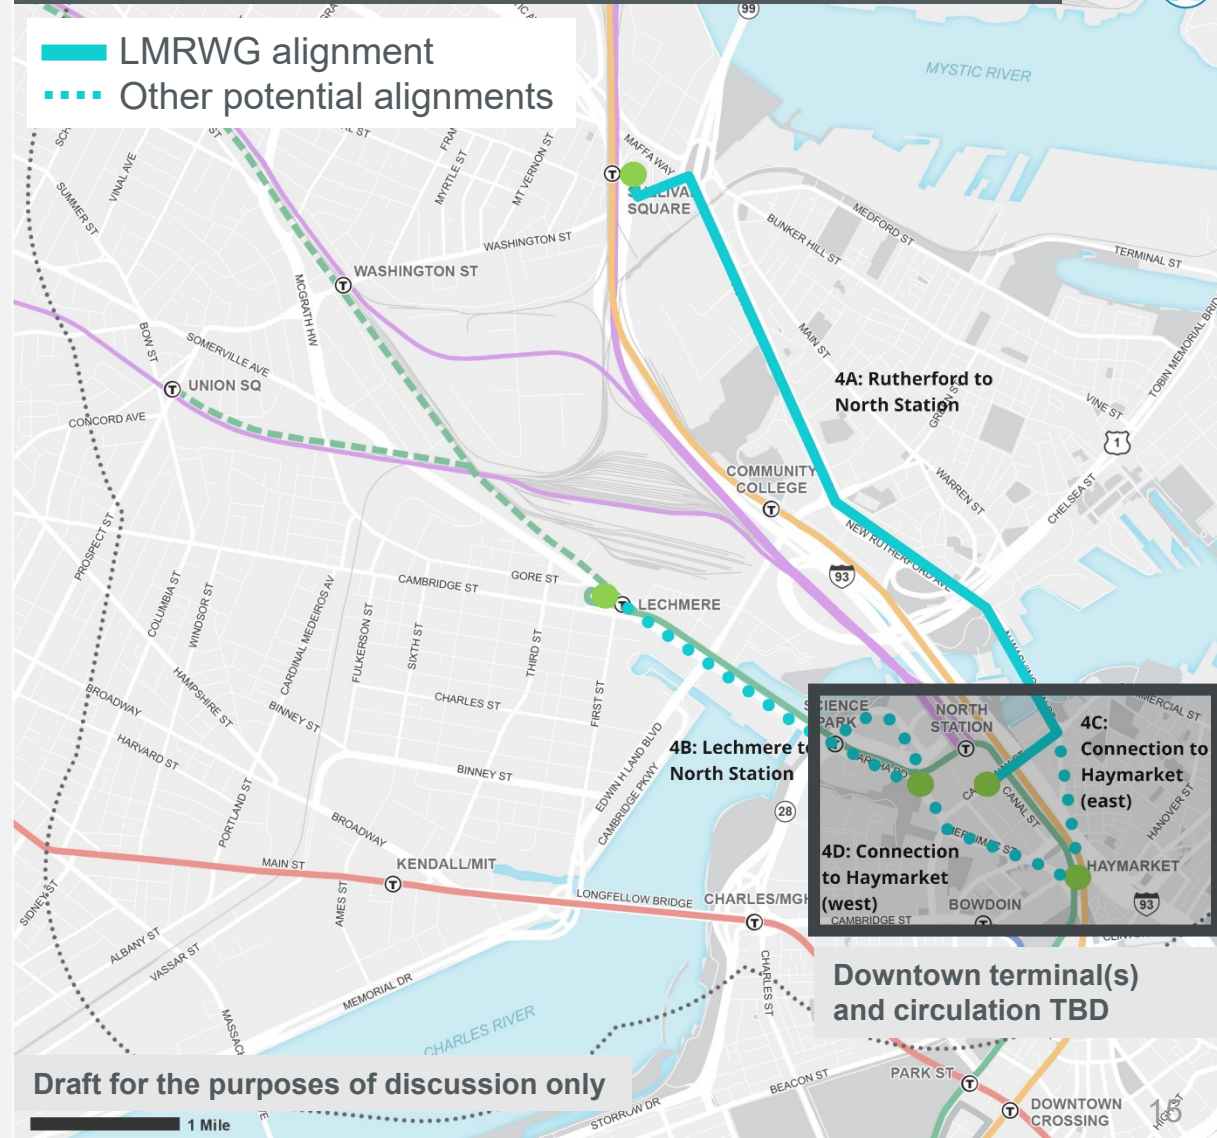 LMRWG alignment
Other potential alignments
99
MYSTIC RIVER
MAFFA WAY
SQUARE
SUMMER ST
VINAL AVE
MYRTLE ST
MT VERNON ST
WASHINGTON ST
WASHINGTON ST
MEDFORD ST
BUNKER HILL ST
TERMINAL ST
MCGRATH HW
BOW ST
SOMERVILLE AVE
UNION SQ
CONCORD AVE
MAIN ST
4A: Rutherford to
North Station
VINE ST
TOBIN MEMORIAL BRID
1
WARREN ST
CHELSEA ST
COMMUNITY
COLLEGE
NEW RUTHERFORD AVE
93
PROSPECT ST
COLUMBIA ST
WINDSOR ST
CARDINAL MEDEIROS AV
FULKERSON ST
CAMBRIDGE ST
GORE ST
LECHMERE
SIXTH ST
THIRD ST
FIRST ST
CHARLES ST
HAMPSHIRE ST
BROADWAY
HARVARD ST
BINNEY ST
BINNEY ST
PORTLAND ST
BROADWAY
EDWIN H LAND BLVD
CAMBRIDGE PKWY
4B: Lechmere to
North Station
28
SCIENCE
PARK
NORTH
STATION
4C:
Connection to
Haymarket
(east)
CANAL ST
HANOVER ST
4D: Connection
to Haymarket
(west)
HAYMARKET
BOWDOIN
93
CAMBRIDGE ST
MAIN ST
KENDALL/MIT
AMES ST
LONGFELLOW BRIDGE
CHARLES/MGH
SIDNEY ST
ALBANY ST
VASSAR ST
MEMORIAL DR
CHARLES ST
CHARLES RIVER
Downtown terminal(s)
and circulation TBD
Draft for the purposes of discussion only
1 Mile
STORROW DR
BEACON ST
PARK ST
DOWNTOWN
CROSSING